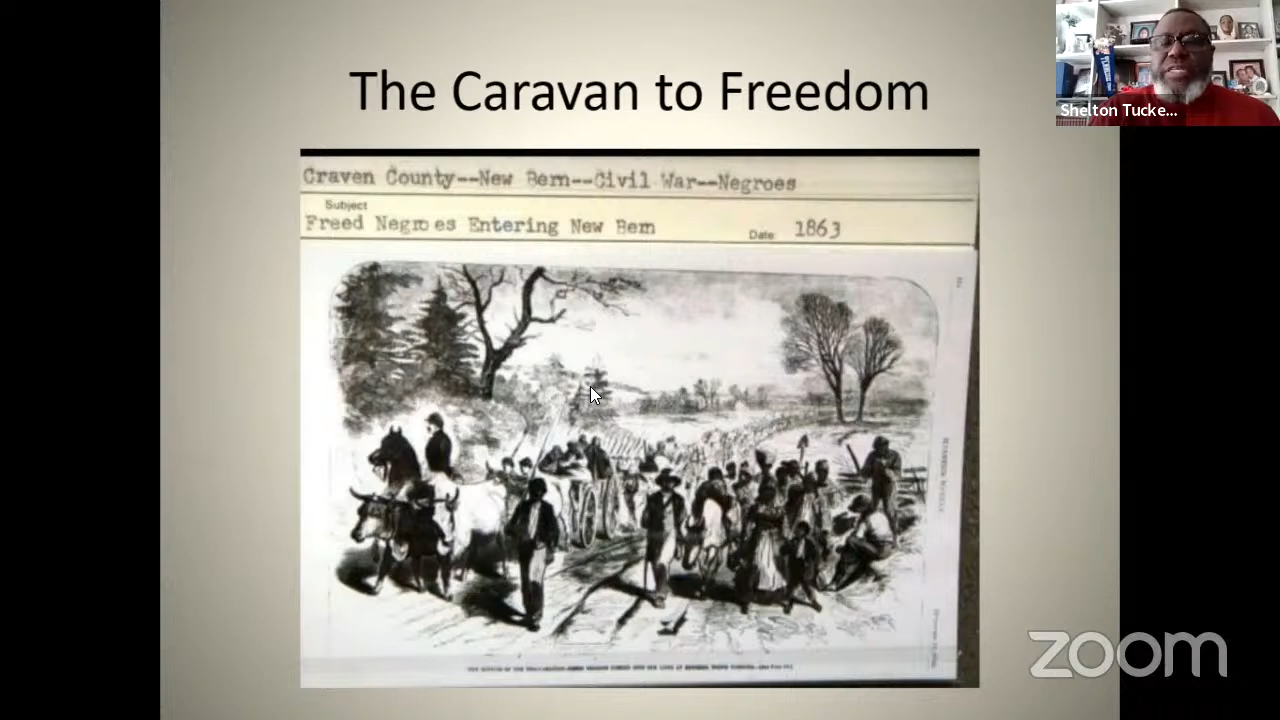 The Caravan to Freedom
Shelton Tucke...
Craven County--New Bern--Civil War--Negroes
Subject
Freed Negroes Entering New Bern
Date: 1863
zoom